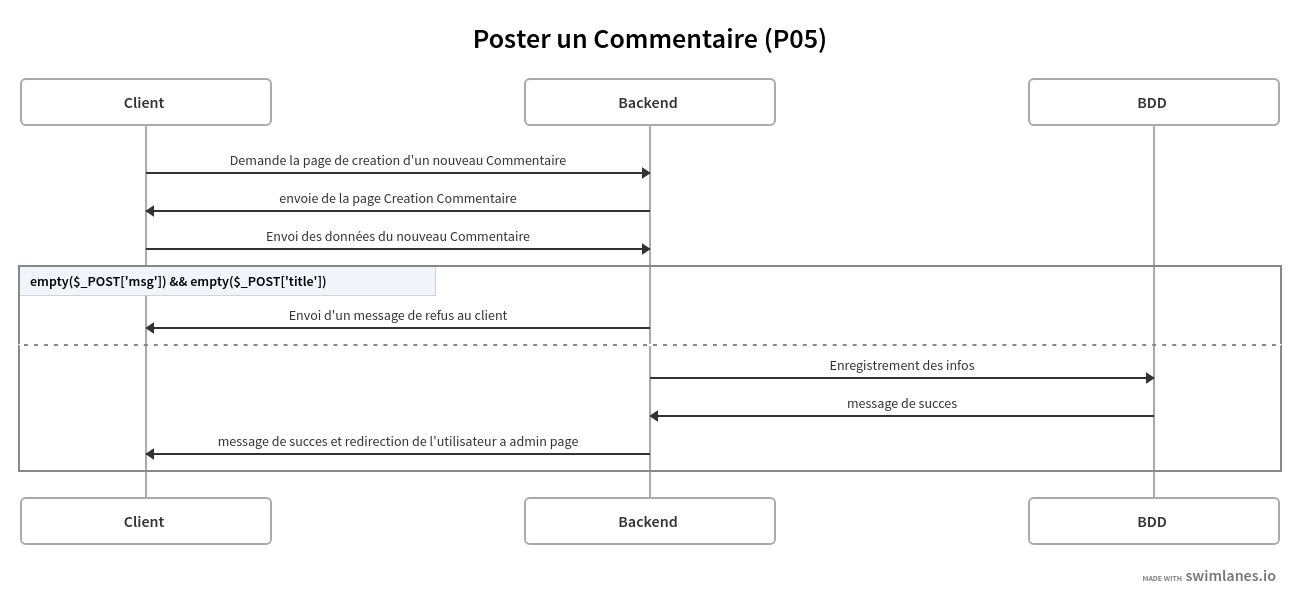 Poster un Commentaire (P05)
Client
Backend
BDD
Demande la page de creation d'un nouveau Commentaire
envoie de la page Creation Commentaire
Envoi des données du nouveau Commentaire
empty($_POST['msg']) && empty($_POST['title'])
Envoi d'un message de refus au client
Enregistrement des infos
message de succes
message de succes et redirection de l'utilisateur a admin page
Client
Backend
BDD
MADE WITH swimlanes.io